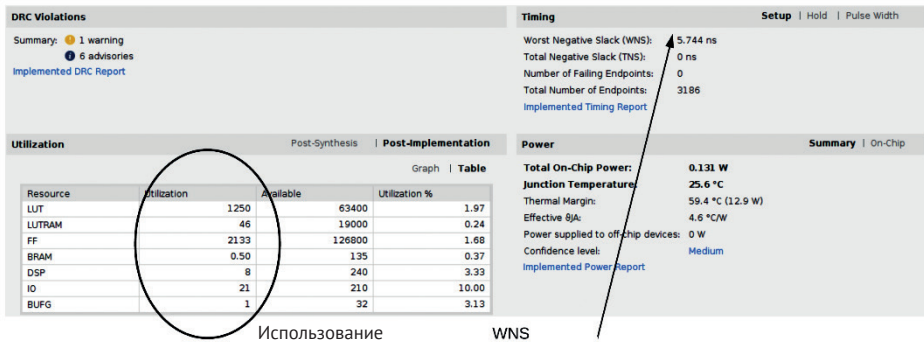 DRC Violations
Summary: 1 warning
6 advisories
Implemented DRC Report
Timing Setup | Hold | Pulse Width
Worst Negative Slack (WNS): 5.744 ns
Total Negative Slack (TNS): 0 ns
Number of Failing Endpoints: 0
Total Number of Endpoints: 3186
Implemented Timing Report
Utilization Post-Synthesis | Post-Implementation
Graph | Table
Resource Utilization Available Utilization %
LUT 1250 63400 1.97
LUTRAM 46 19000 0.24
FF 2133 126800 1.68
BRAM 0.50 135 0.37
DSP 8 240 3.33
IO 21 210 10.00
BUFG 1 32 3.13
Power Summary | On-Chip
Total On-Chip Power: 0.131 W
Junction Temperature: 25.6 °C
Thermal Margin: 59.4 °C (12.9 W)
Effective θJA: 4.6 °C/W
Power supplied to off-chip devices: 0 W
Confidence level: Medium
Implemented Power Report
Использование WNS